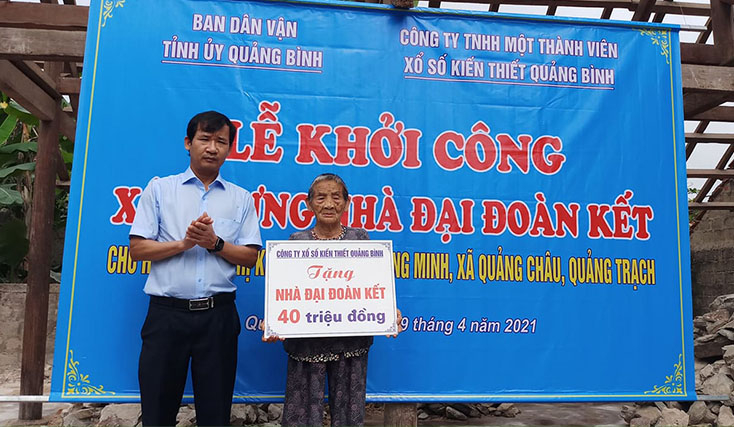 BAN DÂN VẬN
TỈNH ỦY QUẢNG BÌNH
CÔNG TY TNHH MỘT THÀNH VIÊN
XỔ SỐ KIẾN THIẾT QUẢNG BÌNH
LỄ KHỞI CÔNG
NHÀ ĐẠI ĐOÀN KẾT
MINH, XÃ QUẢNG CHÂU, QUẢNG TRẠCH
tháng 4 năm 2021
CÔNG TY XỔ SỐ KIẾN THIẾT QUẢNG BÌNH
Tặng
NHÀ ĐẠI ĐOÀN KẾT
40 triệu đồng